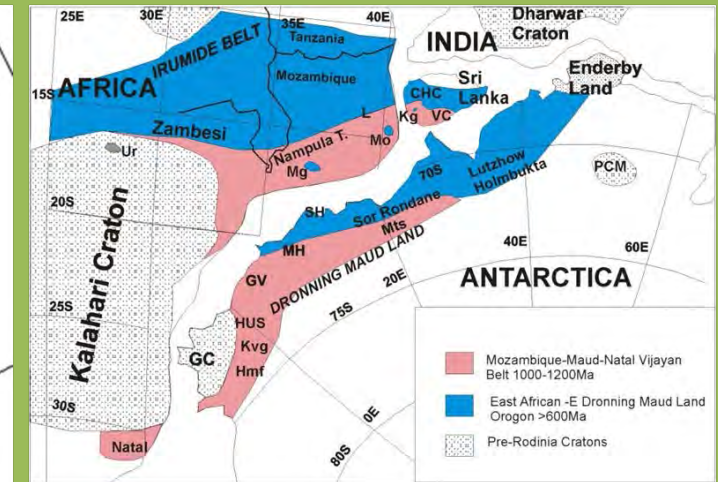 25E
30E
35E
40E
Dharwar
Craton
IRUMIDE BELT
Tanzania
INDIA
Mozambique
Sri
Lanka
Enderby
Land
AFRICA
15S
CHC
L
Kg
VC
Zambesi
Ur
Nampula T.
Mo
Mg
70S
Lutzhow
Holmbukta
PCM
20S
SH
Sor Rondane
Mts
MH
Kalahari Craton
40E
60E
GV
DRONNING MAUD LAND
20E
ANTARCTICA
25S
75S
HUS
Kvg
GC
Hmf
Mozambique-Maud-Natal Vijayan
Belt 1000-1200Ma
East African -E Dronning Maud Land
Orogon >600Ma
Pre-Rodinia Cratons
30S
0E
Natal
80S